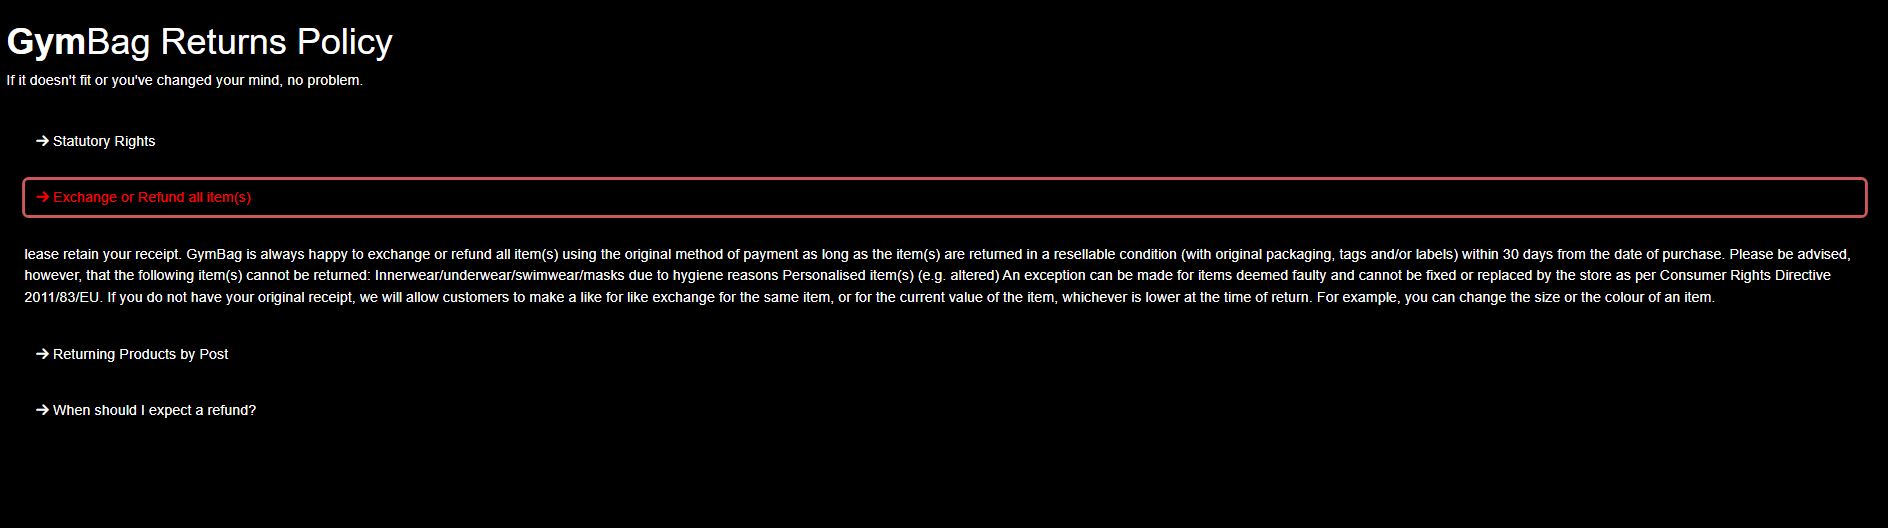 GymBag Returns Policy
If it doesn't fit or you've changed your mind, no problem.
→ Statutory Rights
→ Exchange or Refund all item(s)
lease retain your receipt. GymBag is always happy to exchange or refund all item(s) using the original method of payment as long as the item(s) are returned in a resellable condition (with original packaging, tags and/or labels) within 30 days from the date of purchase. Please be advised,
however, that the following item(s) cannot be returned: Innerwear/underwear/swimwear/masks due to hygiene reasons Personalised item(s) (e.g. altered) An exception can be made for items deemed faulty and cannot be fixed or replaced by the store as per Consumer Rights Directive
2011/83/EU. If you do not have your original receipt, we will allow customers to make a like for like exchange for the same item, or for the current value of the item, whichever is lower at the time of return. For example, you can change the size or the colour of an item.
→ Returning Products by Post
→ When should I expect a refund?